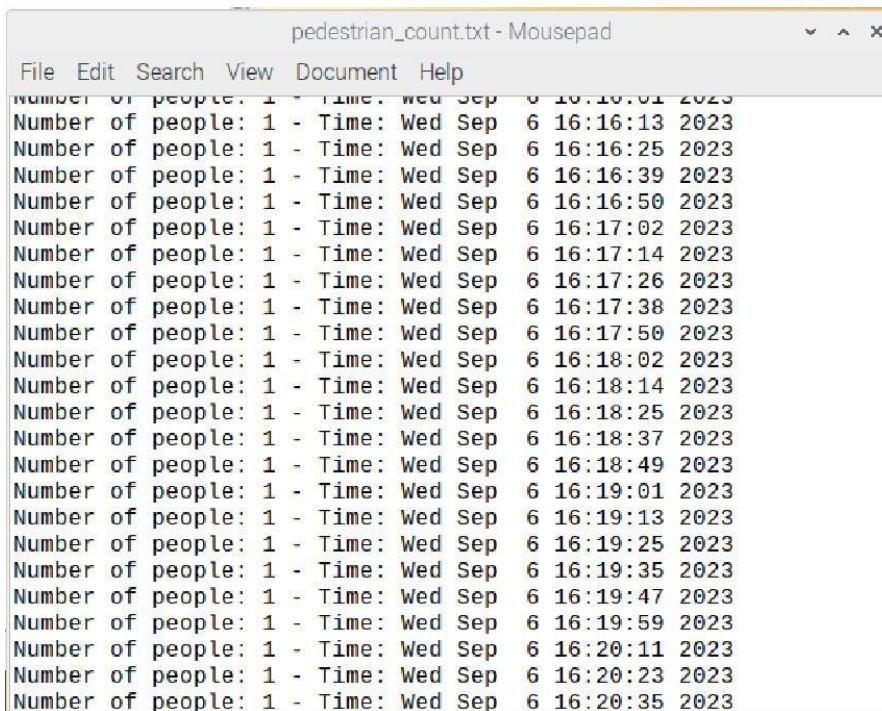 pedestrian_count.txt - Mousepad
File Edit Search View Document Help
Number of people: 1 - Time: Wed Sep  6 16:16:01 2023
Number of people: 1 - Time: Wed Sep  6 16:16:13 2023
Number of people: 1 - Time: Wed Sep  6 16:16:25 2023
Number of people: 1 - Time: Wed Sep  6 16:16:39 2023
Number of people: 1 - Time: Wed Sep  6 16:16:50 2023
Number of people: 1 - Time: Wed Sep  6 16:17:02 2023
Number of people: 1 - Time: Wed Sep  6 16:17:14 2023
Number of people: 1 - Time: Wed Sep  6 16:17:26 2023
Number of people: 1 - Time: Wed Sep  6 16:17:38 2023
Number of people: 1 - Time: Wed Sep  6 16:17:50 2023
Number of people: 1 - Time: Wed Sep  6 16:18:02 2023
Number of people: 1 - Time: Wed Sep  6 16:18:14 2023
Number of people: 1 - Time: Wed Sep  6 16:18:25 2023
Number of people: 1 - Time: Wed Sep  6 16:18:37 2023
Number of people: 1 - Time: Wed Sep  6 16:18:49 2023
Number of people: 1 - Time: Wed Sep  6 16:19:01 2023
Number of people: 1 - Time: Wed Sep  6 16:19:13 2023
Number of people: 1 - Time: Wed Sep  6 16:19:25 2023
Number of people: 1 - Time: Wed Sep  6 16:19:35 2023
Number of people: 1 - Time: Wed Sep  6 16:19:47 2023
Number of people: 1 - Time: Wed Sep  6 16:19:59 2023
Number of people: 1 - Time: Wed Sep  6 16:20:11 2023
Number of people: 1 - Time: Wed Sep  6 16:20:23 2023
Number of people: 1 - Time: Wed Sep  6 16:20:35 2023